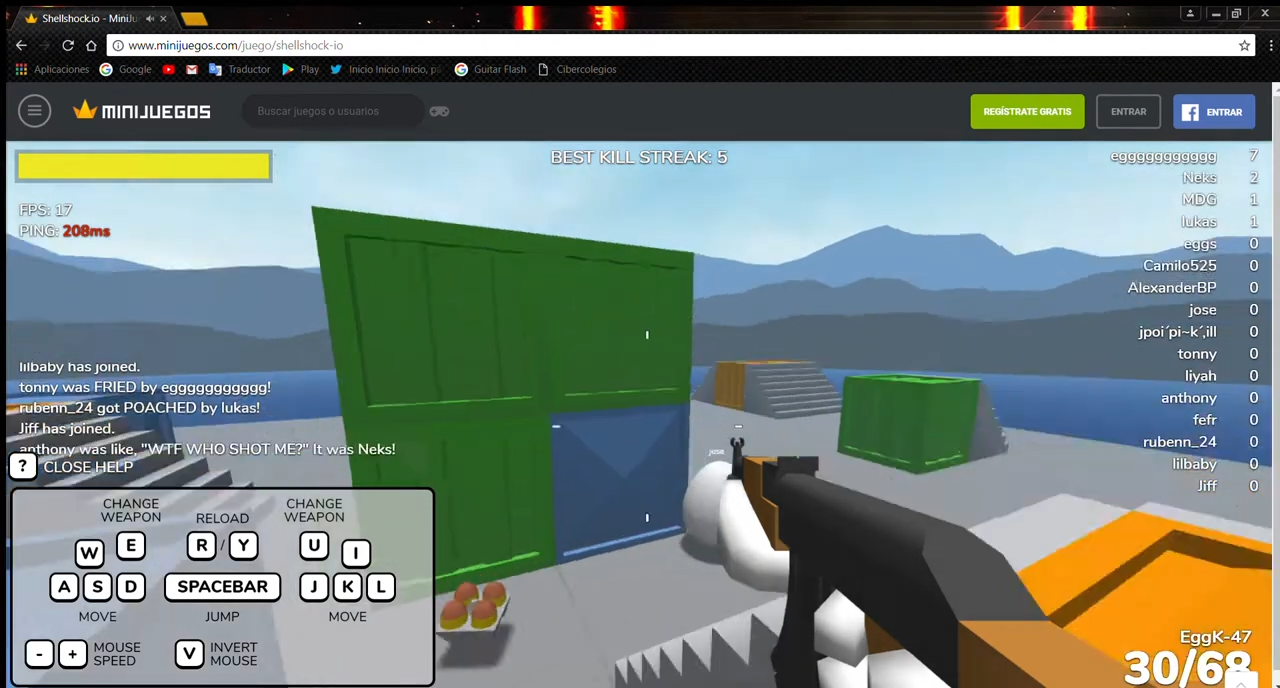 Shellshock.io - MiniJu
www.minijuegos.com/juego/shellshock-io
Aplicaciones Google Traductor Play Inicio Inicio Inicio, pá Guitar Flash Cibercolegios
MINIJUEGOS Buscar juegos o usuarios REGÍSTRATE GRATIS ENTRAR ENTRAR
BEST KILL STREAK: 5
FPS: 17
PING: 208ms
eggggggggggg 7
Neks 2
MDG 1
lukas 1
eggs 0
Camilo525 0
AlexanderBP 0
jose 0
jpoi´pi~k´,ill 0
tonny 0
liyah 0
anthony 0
fefr 0
rubenn_24 0
lilbaby 0
Jiff 0
lilbaby has joined.
tonny was FRIED by eggggggggggg!
rubenn_24 got POACHED by lukas!
Jiff has joined.
anthony was like, "WTF WHO SHOT ME?" It was Neks!
? CLOSE HELP
jose
CHANGE WEAPON
RELOAD
CHANGE WEAPON
W E R / Y U I
A S D SPACEBAR J K L
MOVE JUMP MOVE
- + MOUSE SPEED
V INVERT MOUSE
EggK-47
30/68